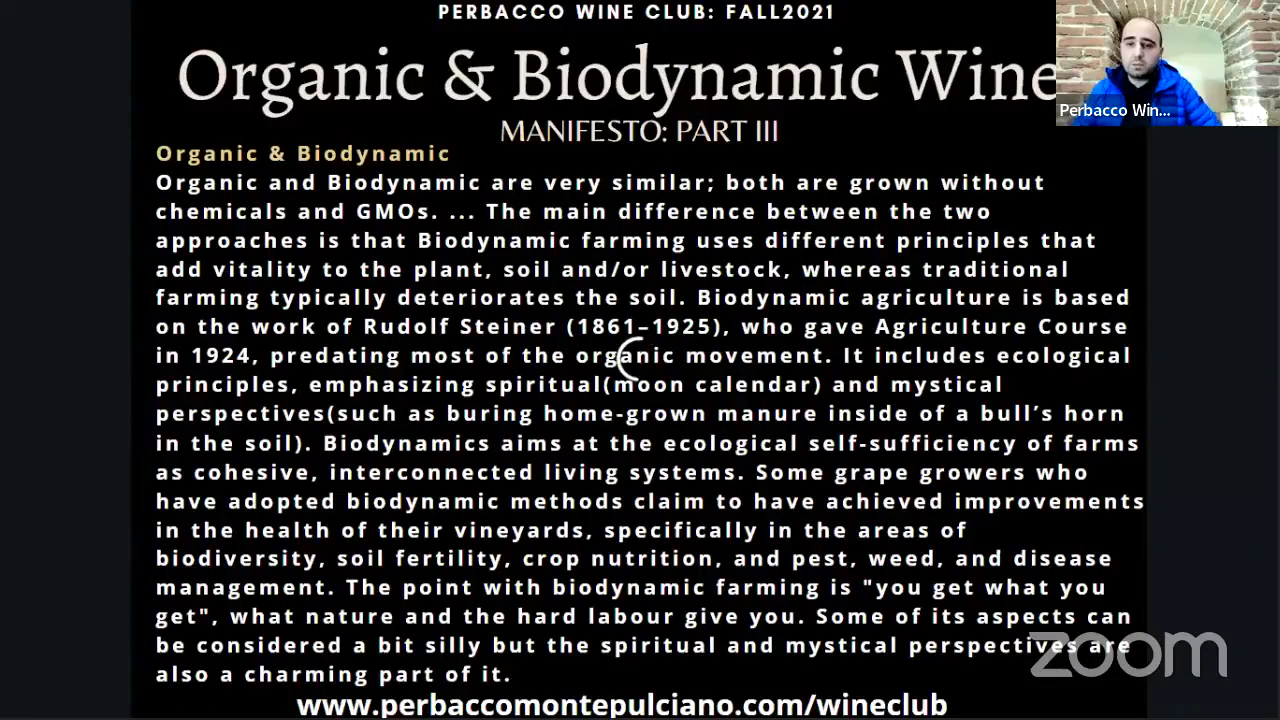 PERBACCO WINE CLUB: FALL2021
Organic & Biodynamic Wine
MANIFESTO: PART III
Organic & Biodynamic
Organic and Biodynamic are very similar; both are grown without
chemicals and GMOs. ... The main difference between the two
approaches is that Biodynamic farming uses different principles that
add vitality to the plant, soil and/or livestock, whereas traditional
farming typically deteriorates the soil. Biodynamic agriculture is based
on the work of Rudolf Steiner (1861–1925), who gave Agriculture Course
in 1924, predating most of the organic movement. It includes ecological
principles, emphasizing spiritual(moon calendar) and mystical
perspectives(such as buring home-grown manure inside of a bull’s horn
in the soil). Biodynamics aims at the ecological self-sufficiency of farms
as cohesive, interconnected living systems. Some grape growers who
have adopted biodynamic methods claim to have achieved improvements
in the health of their vineyards, specifically in the areas of
biodiversity, soil fertility, crop nutrition, and pest, weed, and disease
management. The point with biodynamic farming is "you get what you
get", what nature and the hard labour give you. Some of its aspects can
be considered a bit silly but the spiritual and mystical perspectives are
also a charming part of it.
www.perbaccomontepulciano.com/wineclub
Perbacco Win...
zoom